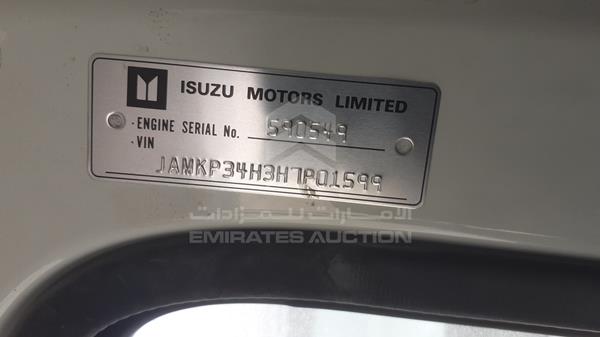 ISUZU MOTORS LIMITED
· ENGINE SERIAL No. 590549
· VIN
JAMKP34H3H7P01599
الإمارات للمزادات
EMIRATES AUCTION